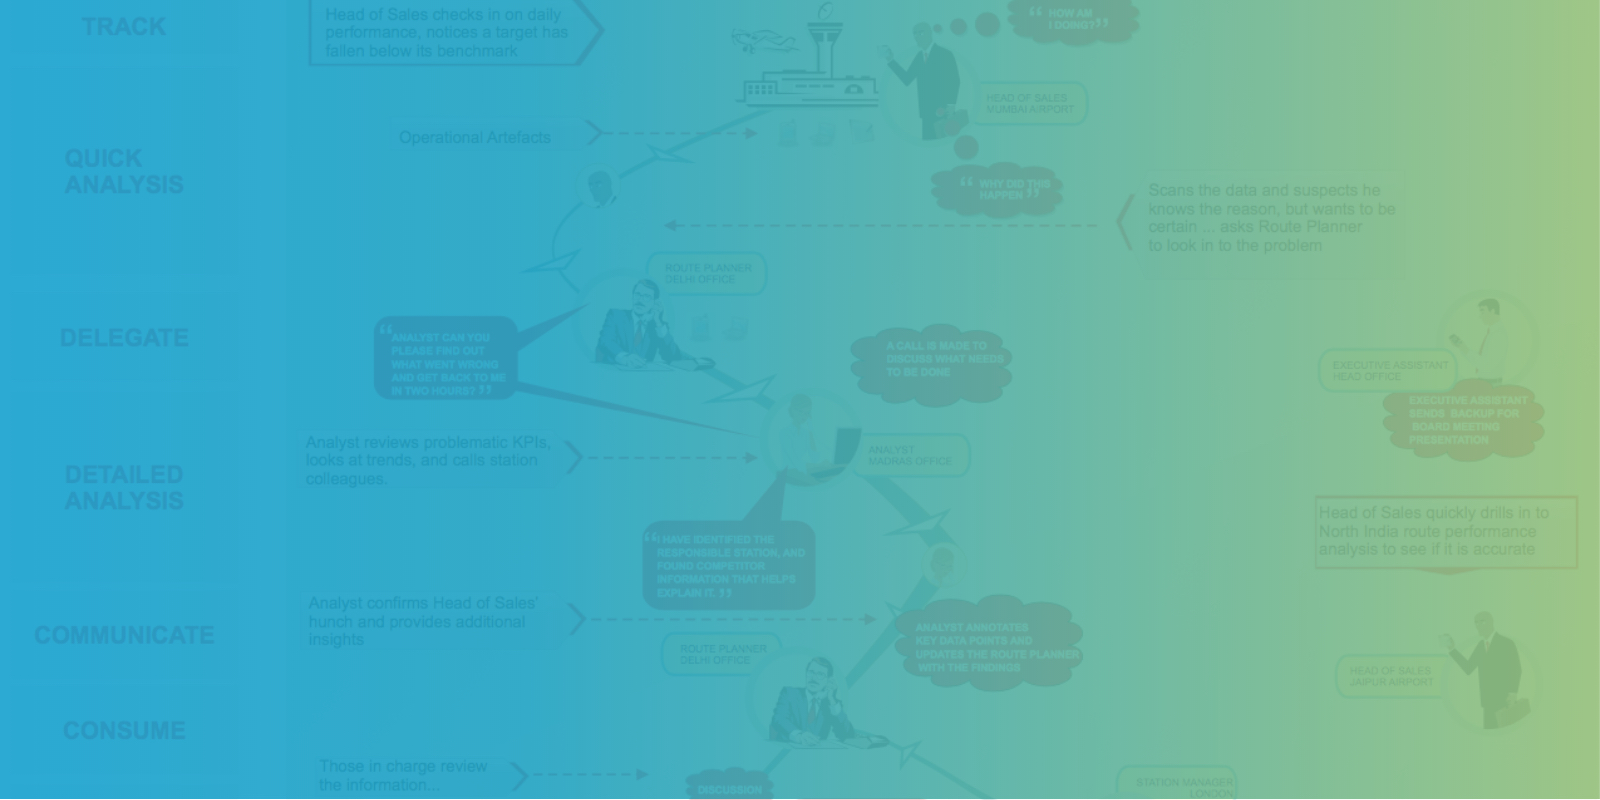 TRACK
Head of Sales checks in on daily
performance, notices a target has
fallen below its benchmark
“ HOW AM
I DOING? ”
HEAD OF SALES
MUMBAI AIRPORT
Operational Artefacts
QUICK
ANALYSIS
“ WHY DID THIS
HAPPEN ”
Scans the data and suspects he
knows the reason, but wants to be
certain ... asks Route Planner
to look in to the problem
ROUTE PLANNER
DELHI OFFICE
DELEGATE
“ ANALYST CAN YOU
PLEASE FIND OUT
WHAT WENT WRONG
AND GET BACK TO ME
IN TWO HOURS? ”
A CALL IS MADE TO
DISCUSS WHAT NEEDS
TO BE DONE
EXECUTIVE ASSISTANT
HEAD OFFICE
EXECUTIVE ASSISTANT
SENDS BACKUP FOR
BOARD MEETING
PRESENTATION
Analyst reviews problematic KPIs,
looks at trends, and calls station
colleagues.
ANALYST
MADRAS OFFICE
DETAILED
ANALYSIS
Head of Sales quickly drills in to
North India route performance
analysis to see if it is accurate
“ I HAVE IDENTIFIED THE
RESPONSIBLE STATION, AND
FOUND COMPETITOR
INFORMATION THAT HELPS
EXPLAIN IT. ”
Analyst confirms Head of Sales'
hunch and provides additional
insights
COMMUNICATE
ANALYST ANNOTATES
KEY DATA POINTS AND
UPDATES THE ROUTE PLANNER
WITH THE FINDINGS
ROUTE PLANNER
DELHI OFFICE
HEAD OF SALES
JAIPUR AIRPORT
CONSUME
Those in charge review
the information...
DISCUSSION
STATION MANAGER
LONDON